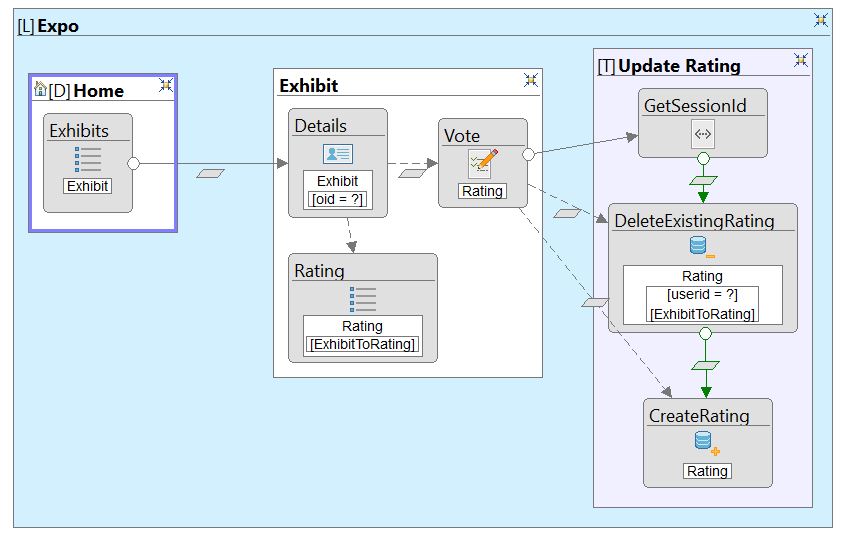 [L] Expo
[D] Home
Exhibits
Exhibit
Exhibit
Details
Exhibit
[oid = ?]
Vote
Rating
Rating
Rating
[ExhibitToRating]
[T] Update Rating
GetSessionId
DeleteExistingRating
Rating
[userid = ?]
[ExhibitToRating]
CreateRating
Rating